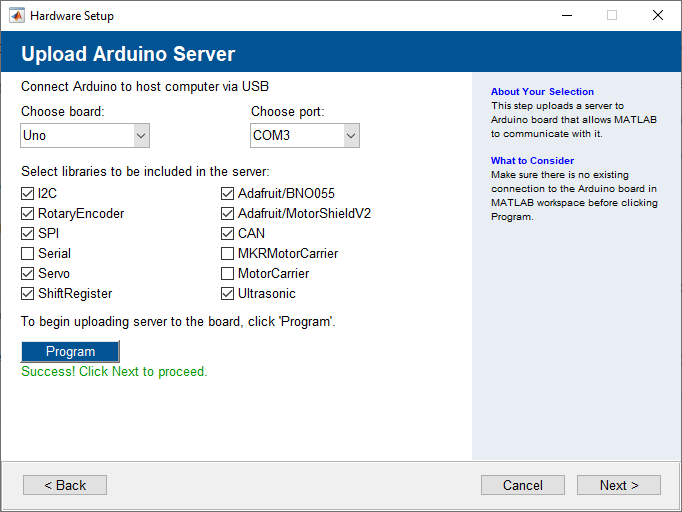 Hardware Setup
Upload Arduino Server
Connect Arduino to host computer via USB
Choose board: Choose port:
Uno COM3
Select libraries to be included in the server:
I2C Adafruit/BNO055
RotaryEncoder Adafruit/MotorShieldV2
SPI CAN
Serial MKRMotorCarrier
Servo MotorCarrier
ShiftRegister Ultrasonic
To begin uploading server to the board, click 'Program'.
Program
Success! Click Next to proceed.
About Your Selection
This step uploads a server to
Arduino board that allows MATLAB
to communicate with it.
What to Consider
Make sure there is no existing
connection to the Arduino board in
MATLAB workspace before clicking
Program.
< Back Cancel Next >